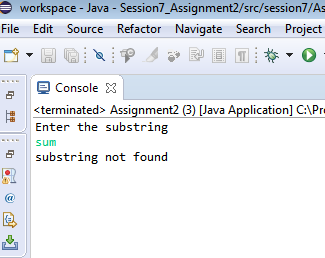 workspace - Java - Session7_Assignment2/src/session7/As
File Edit Source Refactor Navigate Search Project
Console
<terminated> Assignment2 (3) [Java Application] C:\Pro
Enter the substring
sum
substring not found